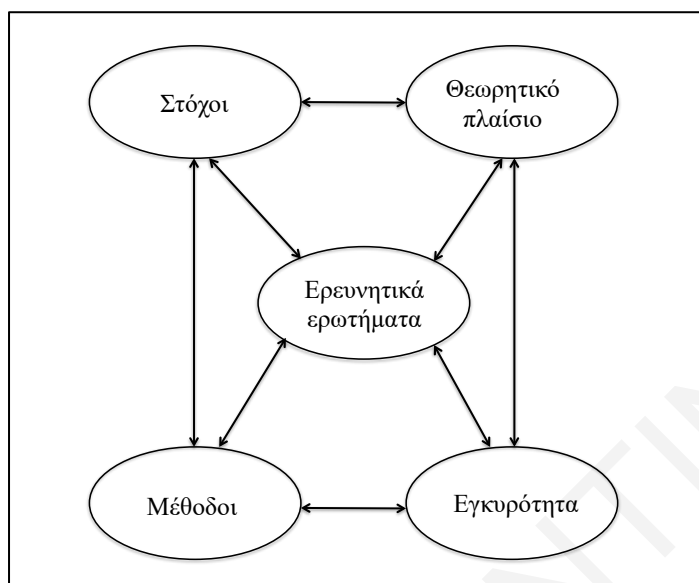 Στόχοι
Θεωρητικό
πλαίσιο
Ερευνητικά
ερωτήματα
Μέθοδοι
Εγκυρότητα